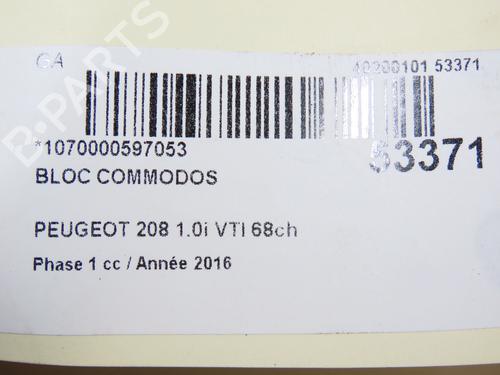 GA
40200101 53371
*1070000597053
53371
BLOC COMMODOS
PEUGEOT 208 1.0i VTI 68ch
Phase 1 cc / Année 2016
B-PARTS